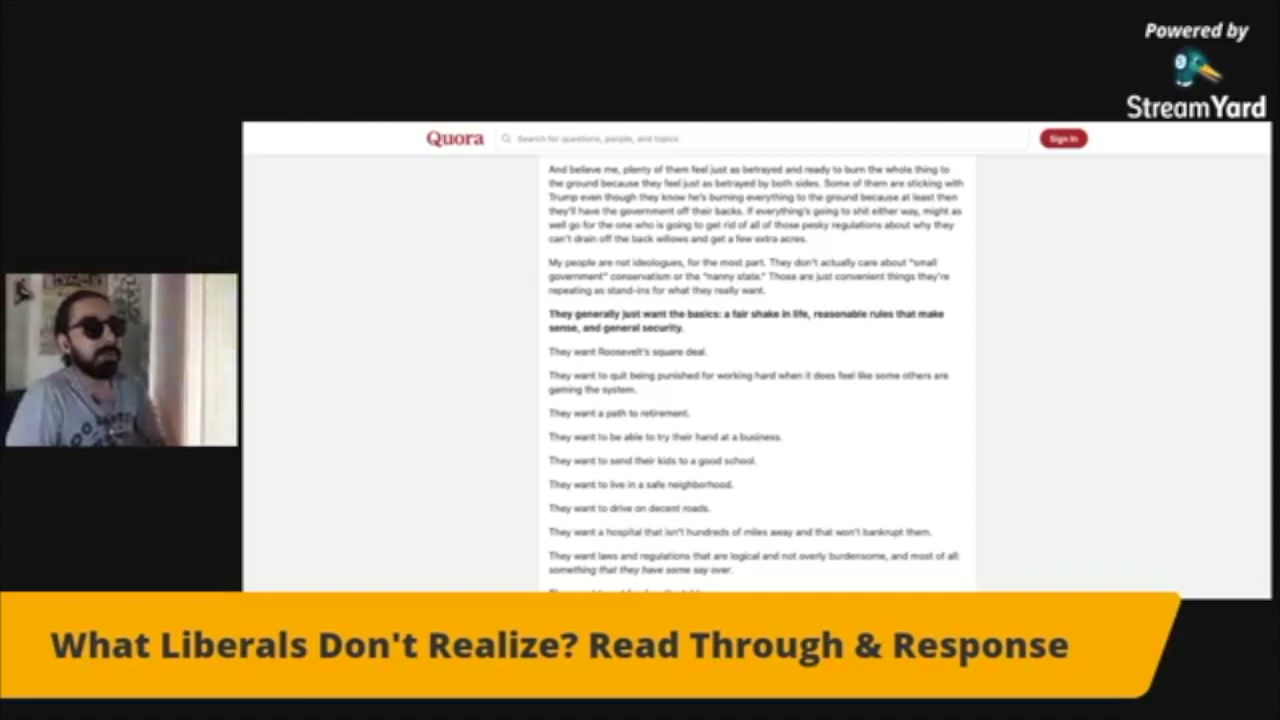 Powered by
StreamYard
Quora
Search for questions, people, and topics
Sign In
And believe me, plenty of them feel just as betrayed and ready to burn the whole thing to
the ground because they feel just as betrayed by both sides. Some of them are sticking with
Trump even though they know he's burning everything to the ground because at least then
they'll have the government off their backs. If everything's going to shit either way, might as
well go for the one who is going to get rid of all of those pesky regulations about why they
can't drain off the back willows and get a few extra acres.
My people are not ideologues, for the most part. They don't actually care about "small
government" conservatism or the "nanny state." Those are just convenient things they're
repeating as stand-ins for what they really want.
They generally just want the basics: a fair shake in life, reasonable rules that make
sense, and general security.
They want Roosevelt's square deal.
They want to quit being punished for working hard when it does feel like some others are
gaming the system.
They want a path to retirement.
They want to be able to try their hand at a business.
They want to send their kids to a good school.
They want to live in a safe neighborhood.
They want to drive on decent roads.
They want a hospital that isn't hundreds of miles away and that won't bankrupt them.
They want laws and regulations that are logical and not overly burdensome, and most of all:
something that they have some say over.
What Liberals Don't Realize? Read Through & Response